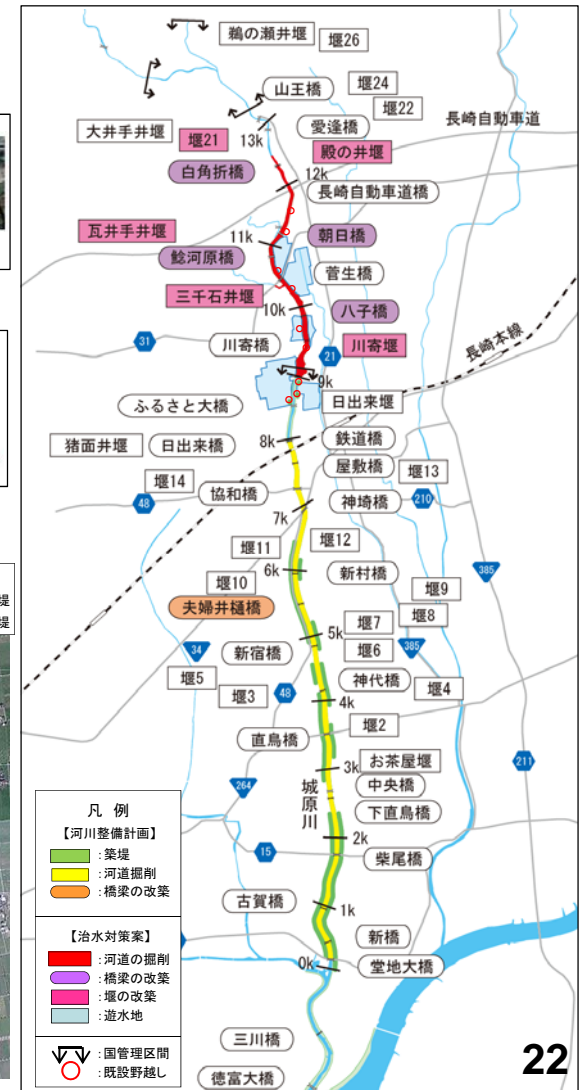 鵜の瀬井堰
堰26
山王橋
堰24
堰22
大井手井堰
13k
愛逢橋
長崎自動車道
堰21
殿の井堰
12k
白角折橋
長崎自動車道橋
瓦井手井堰
11k
朝日橋
鯰河原橋
菅生橋
三千石井堰
10k
八子橋
31
川寄橋
21
川寄堰
長崎本線
9k
日出来堰
ふるさと大橋
猪面井堰
日出来橋
8k
鉄道橋
屋敷橋
堰13
堰14
協和橋
48
神埼橋
210
7k
堰11
堰12
6k
新村橋
385
堰10
堰9
夫婦井樋橋
堰8
5k
堰7
34
新宿橋
堰6
385
堰5
神代橋
堰3
48
堰4
4k
堰2
直鳥橋
3k
お茶屋堰
211
264
城原川
中央橋
下直鳥橋
2k
15
柴尾橋
古賀橋
1k
新橋
0k
堂地大橋
三川橋
徳富大橋
凡 例
【河川整備計画】
:築堤
:河道掘削
:橋梁の改築
【治水対策案】
:河道の掘削
:橋梁の改築
:堰の改築
:遊水地
:国管理区間
:既設野越し
堤
堤
22